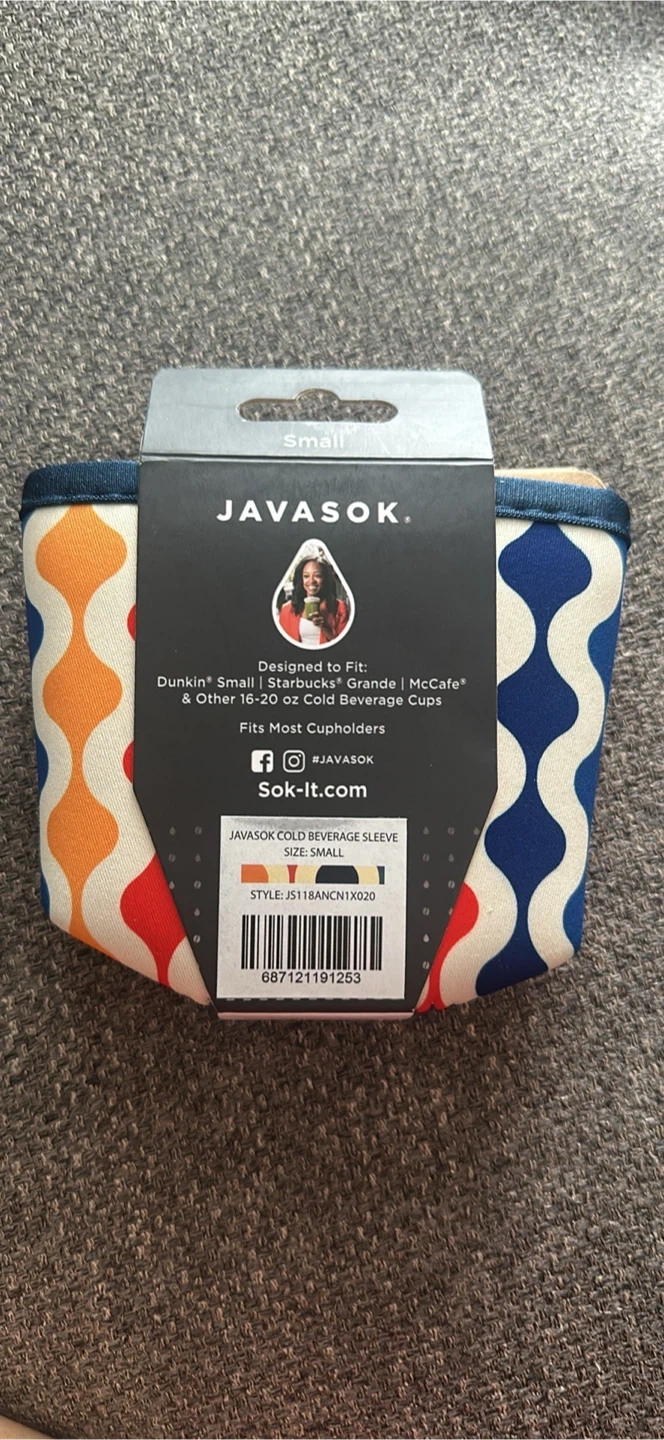 Small
JAVASOK®
Designed to Fit:
Dunkin® Small | Starbucks® Grande | McCafe®
& Other 16-20 oz Cold Beverage Cups
Fits Most Cupholders
#JAVASOK
Sok-It.com
JAVASOK COLD BEVERAGE SLEEVE
SIZE: SMALL
STYLE: JS118ANCN1X020
687121191253